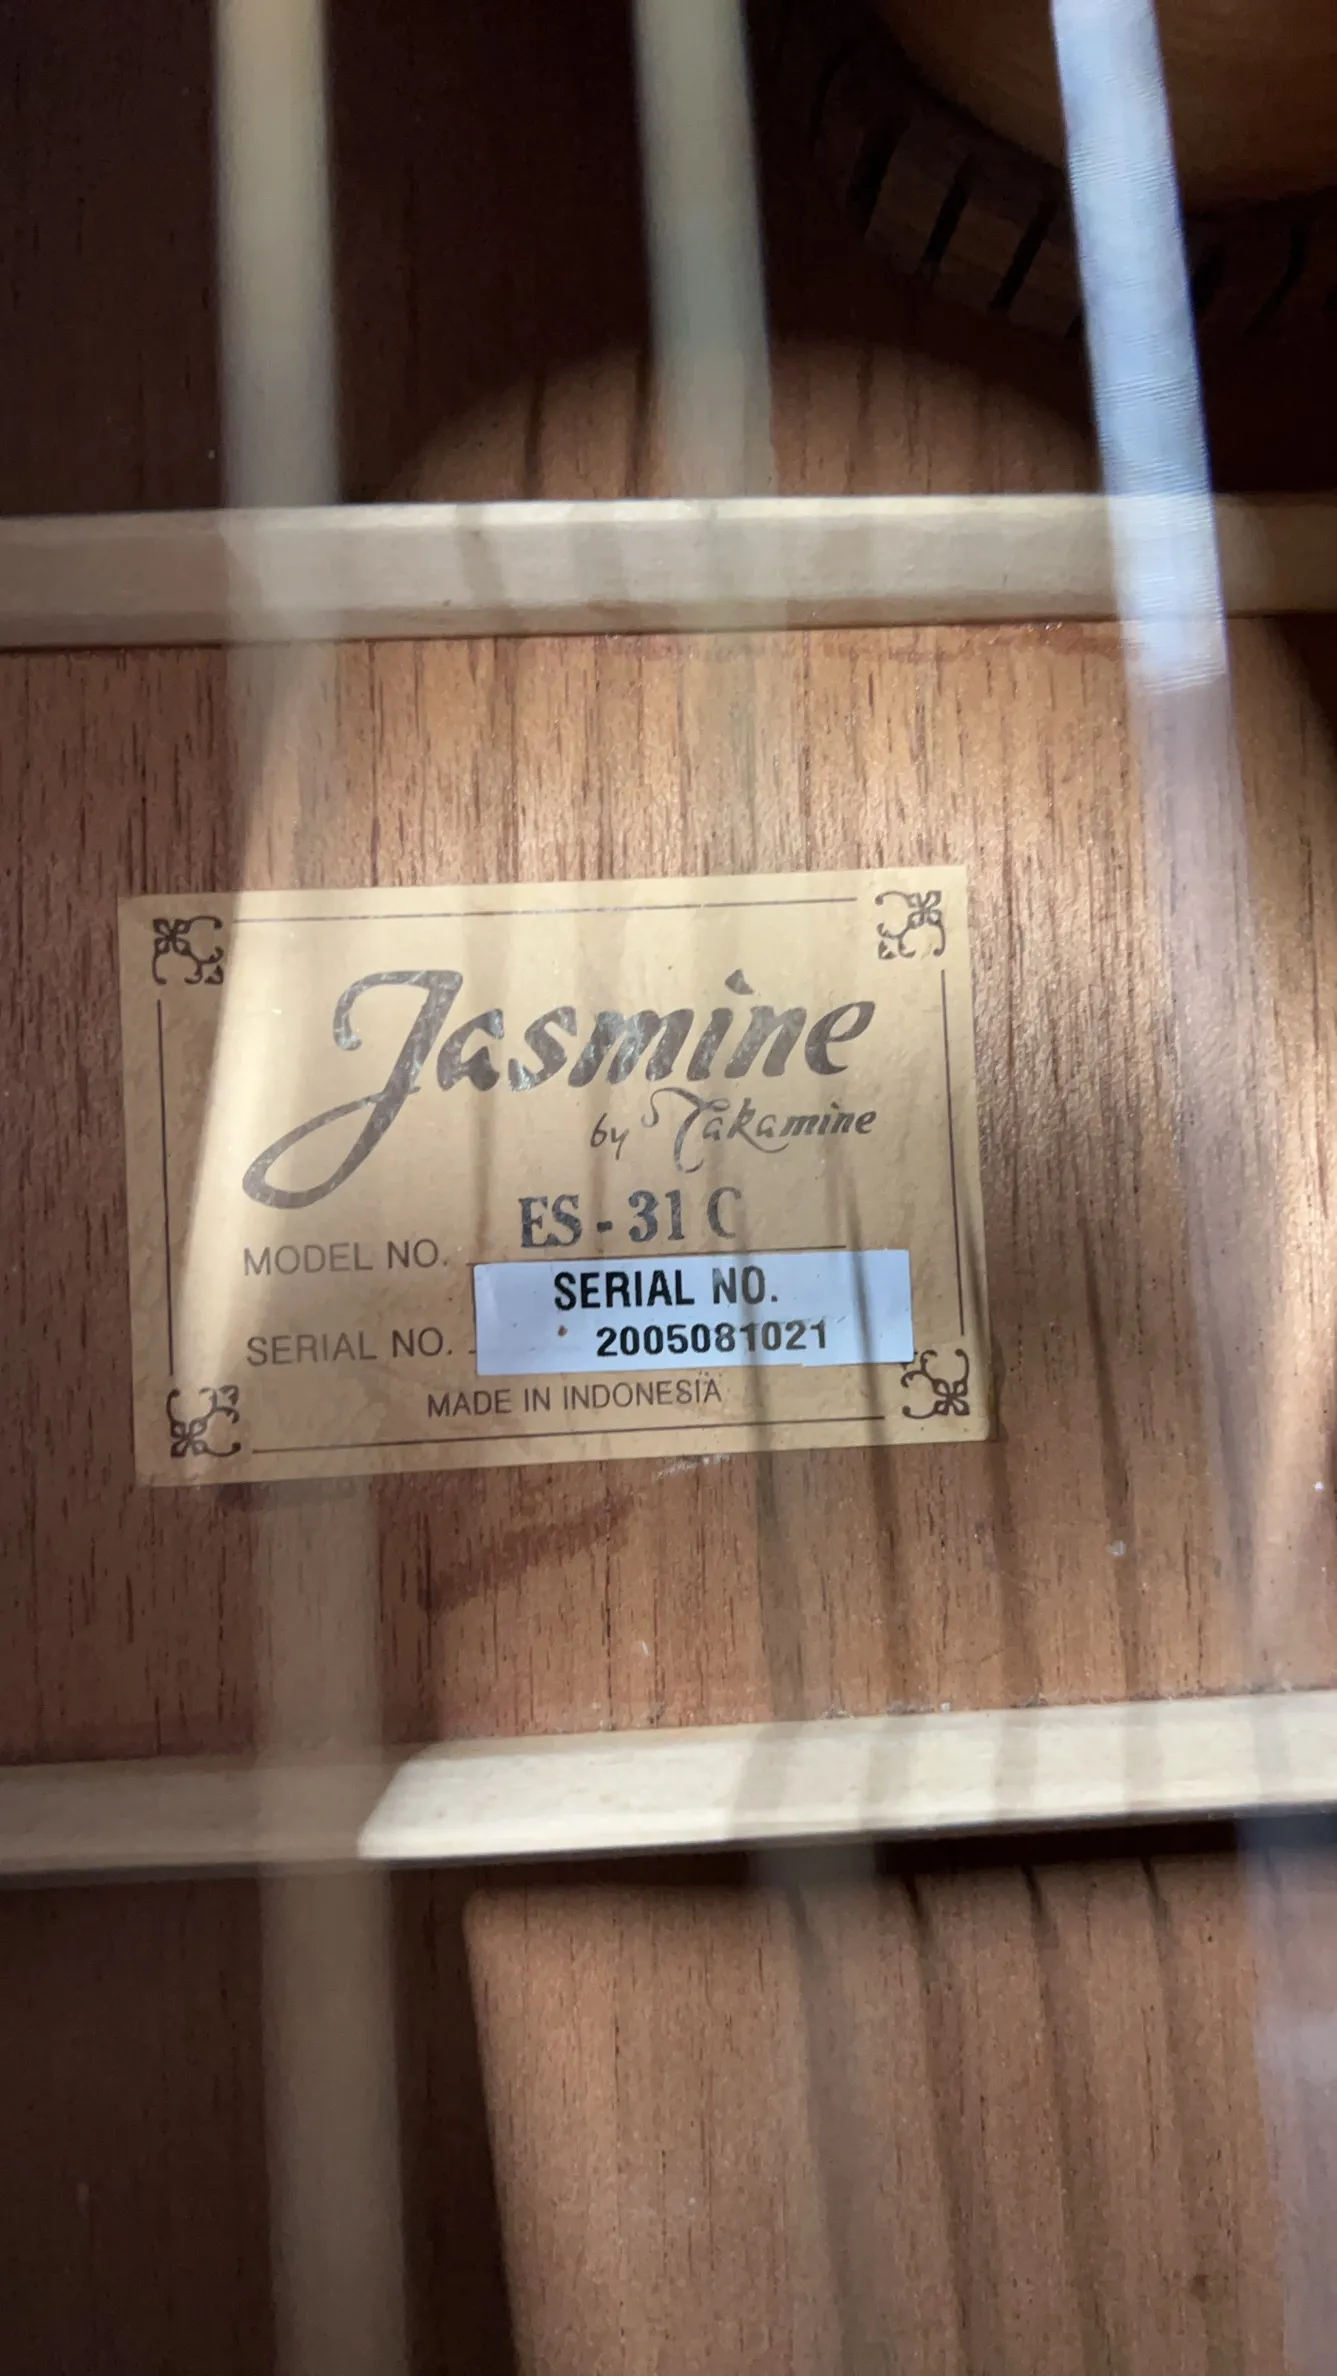 Jasmine
by Takamine
MODEL NO. ES-31C
SERIAL NO.
SERIAL NO. 2005081021
MADE IN INDONESIA